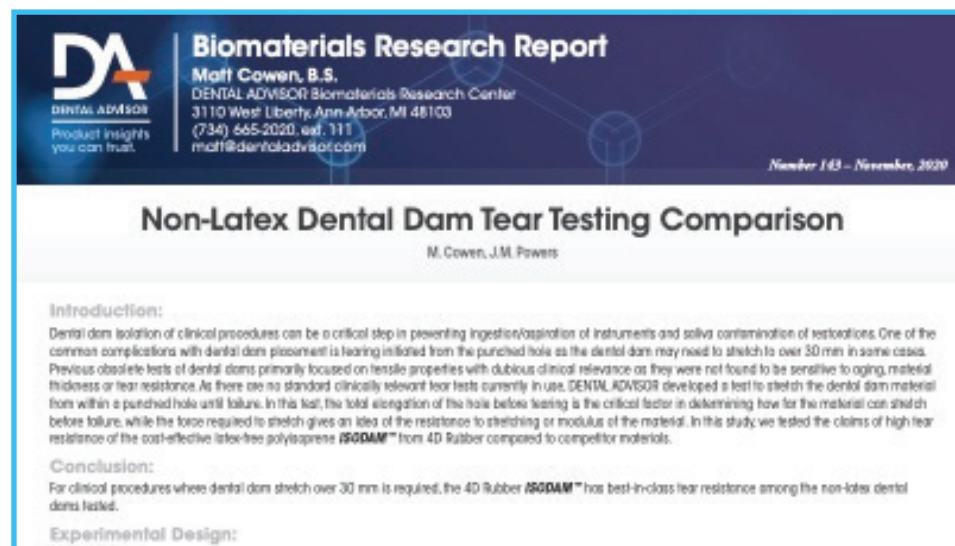 DA
DENTAL ADVISOR
Product insights
you can trust.
Biomaterials Research Report
Matt Cowen, B.S.
DENTAL ADVISOR Biomaterials Research Center
3110 West Liberty, Ann Arbor, MI 48103
(734) 665-2020, ext. 111
matt@dentaladvisor.com
Number 143 – November, 2020
Non-Latex Dental Dam Tear Testing Comparison
M. Cowen, J.M. Powers
Introduction:
Dental dam isolation of clinical procedures can be a critical step in preventing ingestion/aspiration of instruments and saliva contamination of restorations. One of the
common complications with dental dam placement is tearing initiated from the punched hole as the dental dam may need to stretch to over 30 mm in some cases.
Previous obsolete tests of dental dams primarily focused on tensile properties with dubious clinical relevance as they were not found to be sensitive to aging, material
thickness or tear resistance. As there are no standard clinically relevant tear tests currently in use, DENTAL ADVISOR developed a test to stretch the dental dam material
from within a punched hole until failure. In this test, the total elongation of the hole before tearing is the critical factor in determining how far the material can stretch
before failure, while the force required to stretch gives an idea of the resistance to stretching or modulus of the material. In this study, we tested the claims of high tear
resistance of the cost-effective latex-free polyisoprene ISODAM™ from 4D Rubber compared to competitor materials.
Conclusion:
For clinical procedures where dental dam stretch over 30 mm is required, the 4D Rubber ISODAM™ has best-in-class tear resistance among the non-latex dental
dams tested.
Experimental Design: